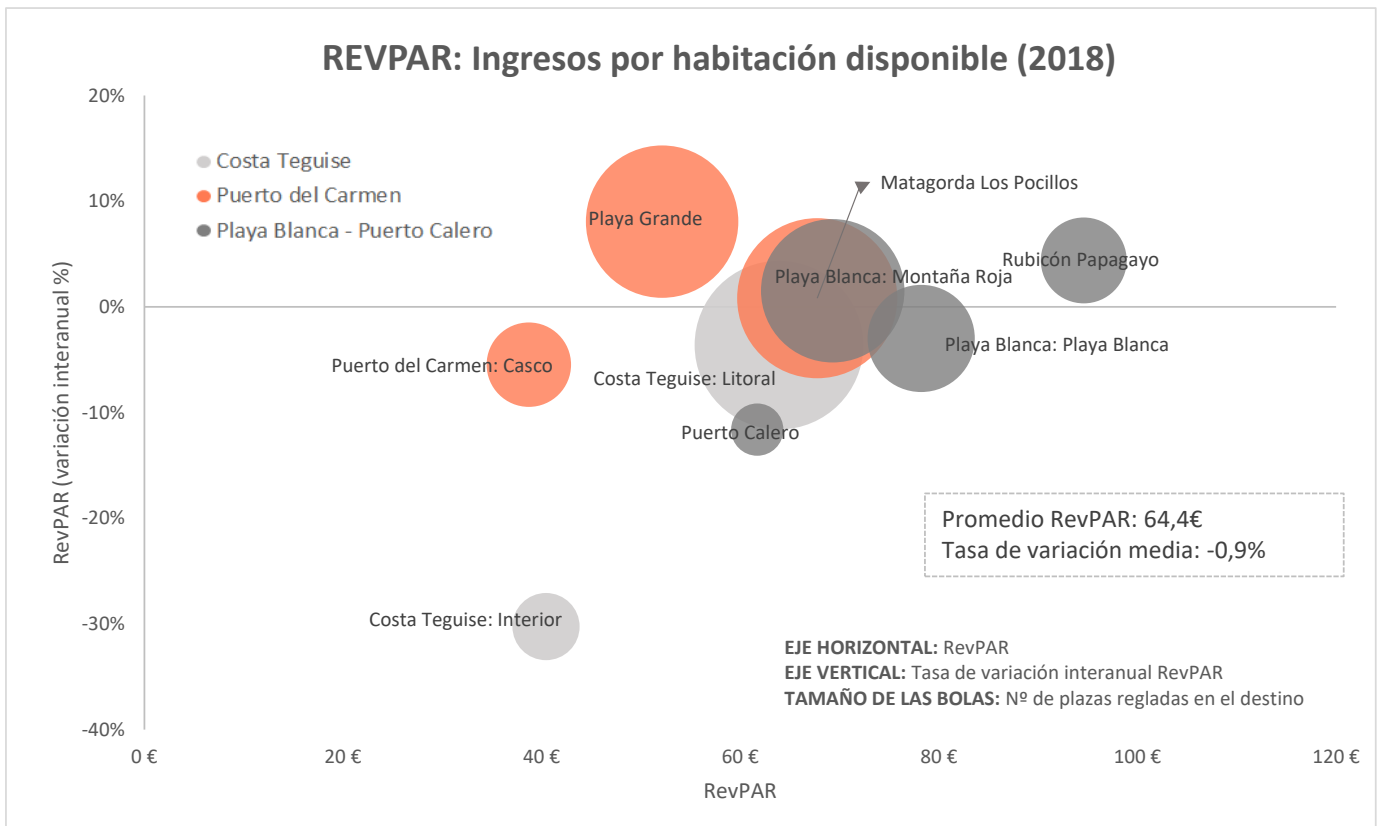 REVPAR: Ingresos por habitación disponible (2018)
20%
10%
0%
-10%
-20%
-30%
-40%
RevPAR (variación interanual %)
Costa Teguise
Puerto del Carmen
Playa Blanca - Puerto Calero
Matagorda Los Pocillos
Playa Grande
Rubicón Papagayo
Playa Blanca: Montaña Roja
Playa Blanca: Playa Blanca
Puerto del Carmen: Casco
Costa Teguise: Litoral
Puerto Calero
Costa Teguise: Interior
Promedio RevPAR: 64,4€
Tasa de variación media: -0,9%
EJE HORIZONTAL: RevPAR
EJE VERTICAL: Tasa de variación interanual RevPAR
TAMAÑO DE LAS BOLAS: Nº de plazas regladas en el destino
0 € 20 € 40 € 60 € 80 € 100 € 120 €
RevPAR